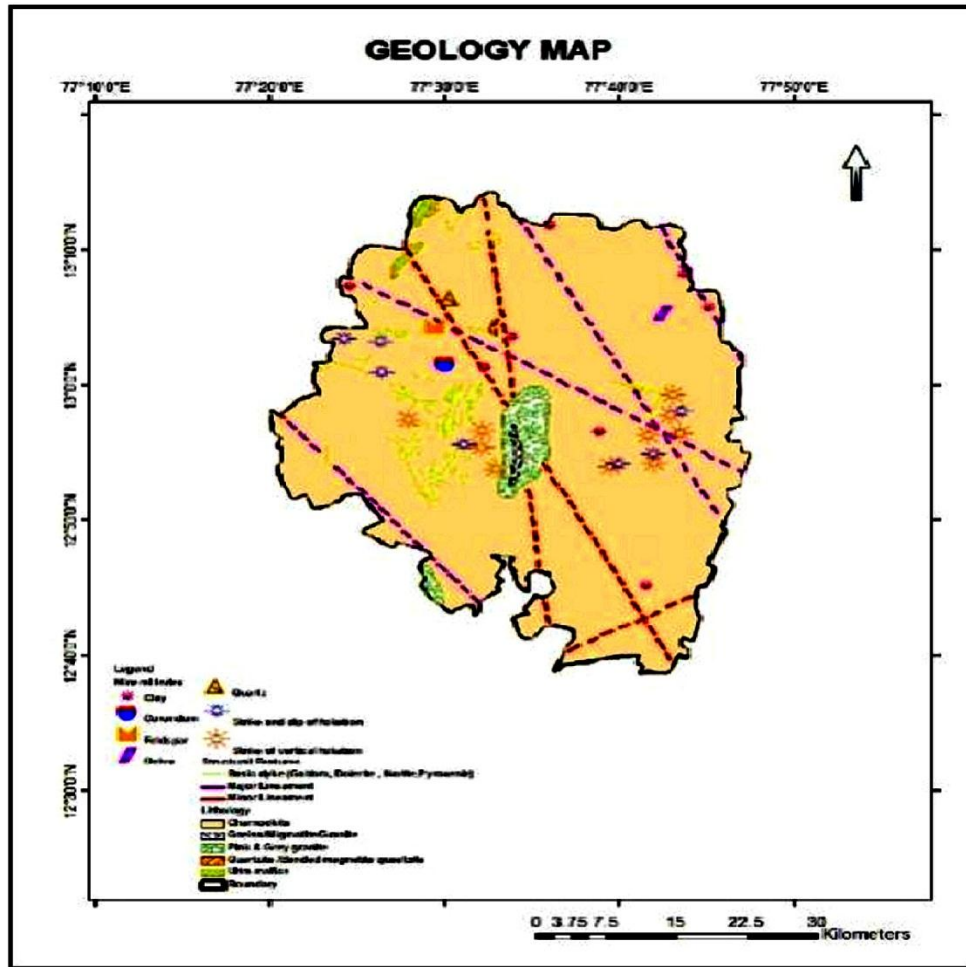 GEOLOGY MAP
77°10'0"E 77°20'0"E 77°30'0"E 77°40'0"E 77°50'0"E
13°10'0"N
13°0'0"N
12°50'0"N
12°40'0"N
12°30'0"N
Legend
Mineral Index
Clay
Quartz
Corundum
Strike and dip of foliation
Feldspar
Strike of vertical foliation
Structural Features
Major Lineament
Minor Lineament
Lithology
Charnockite
Pink & Grey granite
Boundary
0 3.75 7.5 15 22.5 30
Kilometers